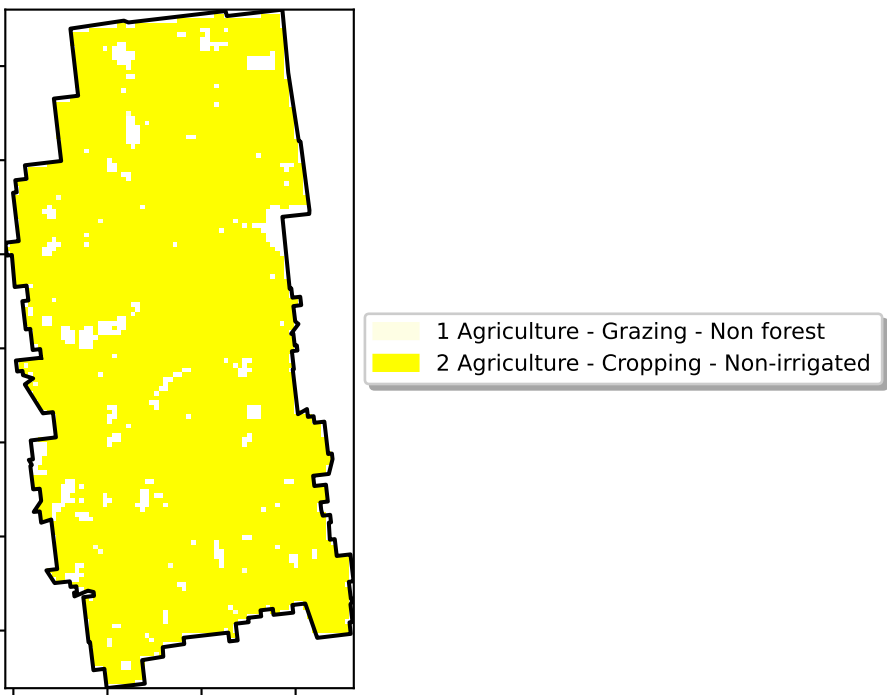 1 Agriculture - Grazing - Non forest
2 Agriculture - Cropping - Non-irrigated